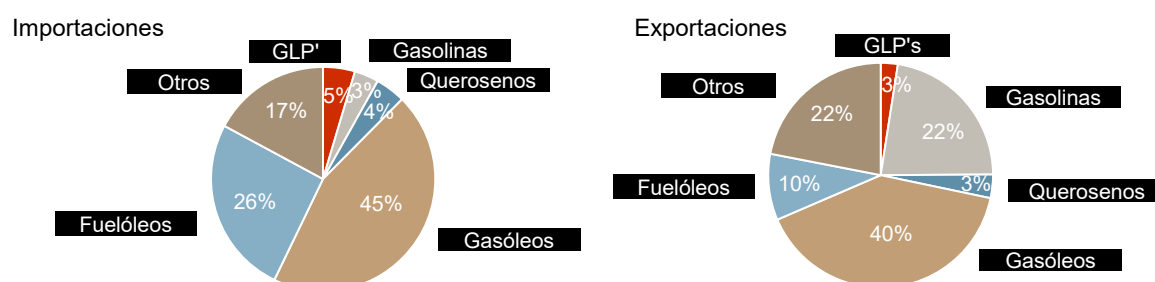 Importaciones
GLP'
Gasolinas
Otros
Querosenos
5%
3%
4%
17%
26%
45%
Fuelóleos
Gasóleos
Exportaciones
GLP's
Otros
Gasolinas
3%
22%
22%
10%
3%
Fuelóleos
Querosenos
40%
Gasóleos